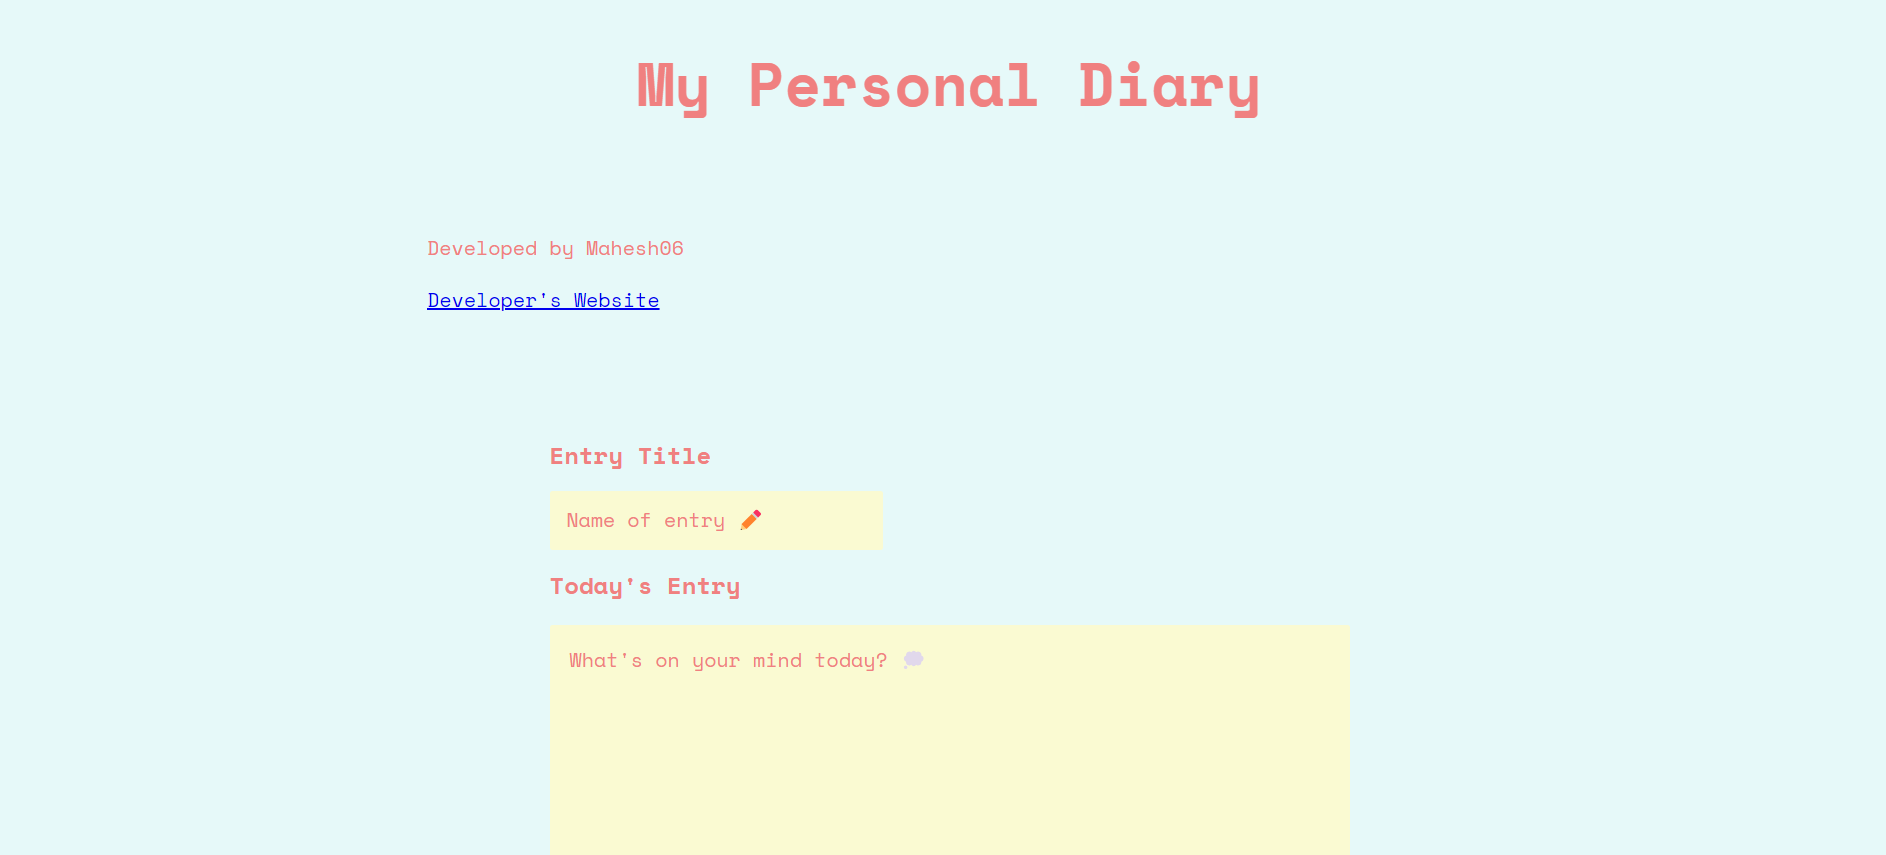 My Personal Diary
Developed by Mahesh06
Developer's Website
Entry Title
Name of entry ✏️
Today's Entry
What's on your mind today? 💭